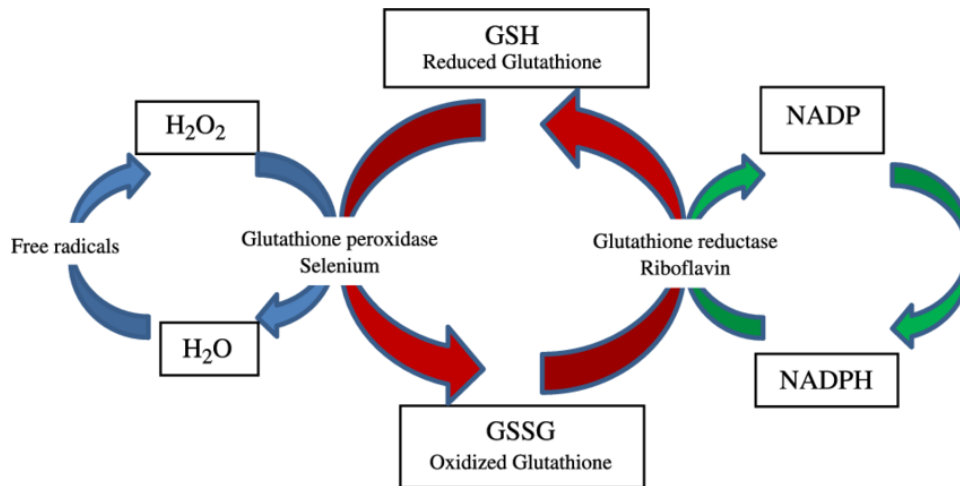 GSH
Reduced Glutathione
H₂O₂
NADP
Free radicals
Glutathione peroxidase
Selenium
Glutathione reductase
Riboflavin
H₂O
NADPH
GSSG
Oxidized Glutathione